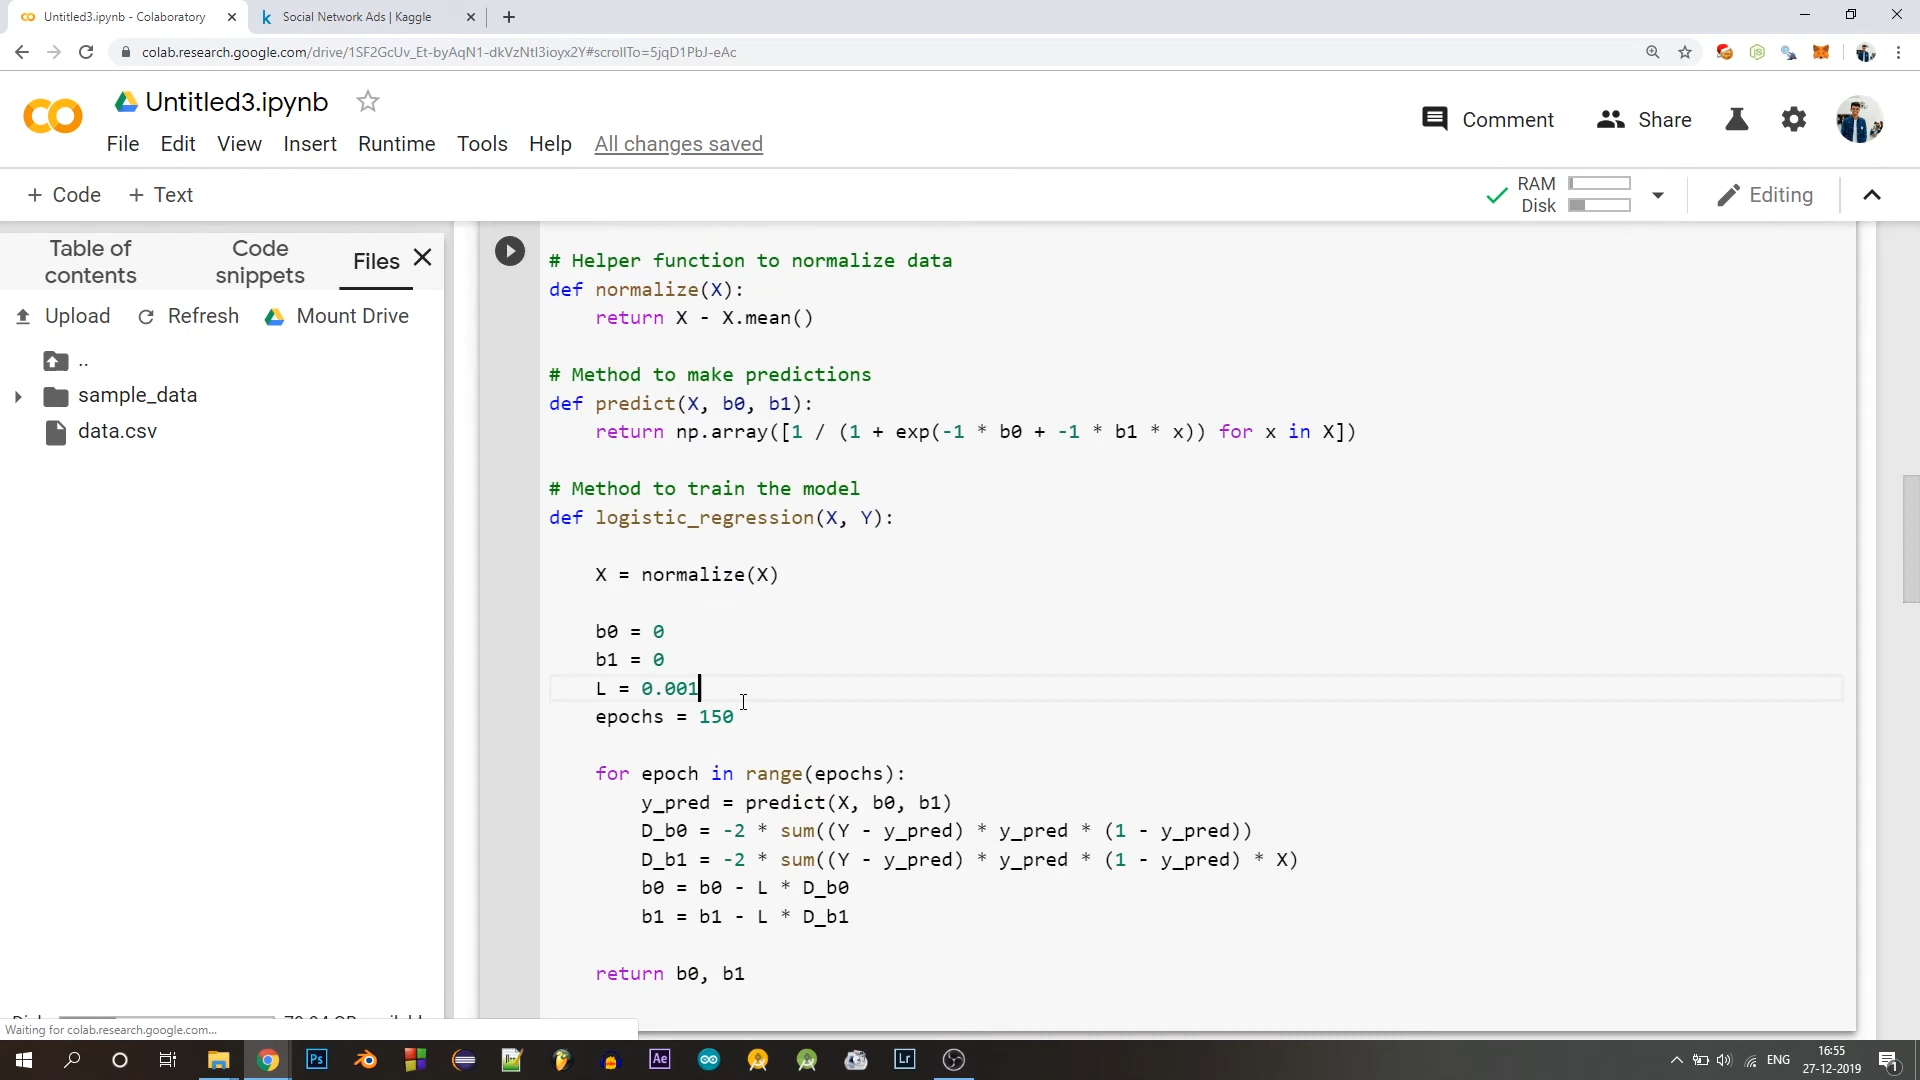 Untitled3.ipynb - Colaboratory
Social Network Ads | Kaggle
colab.research.google.com/drive/1SF2GcUv_Et-byAqN1-dkVzNtl3ioyx2Y#scrollTo=5jqD1PbJ-eAc
Untitled3.ipynb
Comment
Share
File Edit View Insert Runtime Tools Help All changes saved
+ Code + Text
RAM
Disk
Editing
Table of contents
Code snippets
Files
Upload
Refresh
Mount Drive
..
sample_data
data.csv
# Helper function to normalize data
def normalize(X):
return X - X.mean()
# Method to make predictions
def predict(X, b0, b1):
return np.array([1 / (1 + exp(-1 * b0 + -1 * b1 * x)) for x in X])
# Method to train the model
def logistic_regression(X, Y):
X = normalize(X)
b0 = 0
b1 = 0
L = 0.001
epochs = 150
for epoch in range(epochs):
y_pred = predict(X, b0, b1)
D_b0 = -2 * sum((Y - y_pred) * y_pred * (1 - y_pred))
D_b1 = -2 * sum((Y - y_pred) * y_pred * (1 - y_pred) * X)
b0 = b0 - L * D_b0
b1 = b1 - L * D_b1
return b0, b1
Waiting for colab.research.google.com...
Ps
Ae
Lr
ENG
16:55
27-12-2019
1